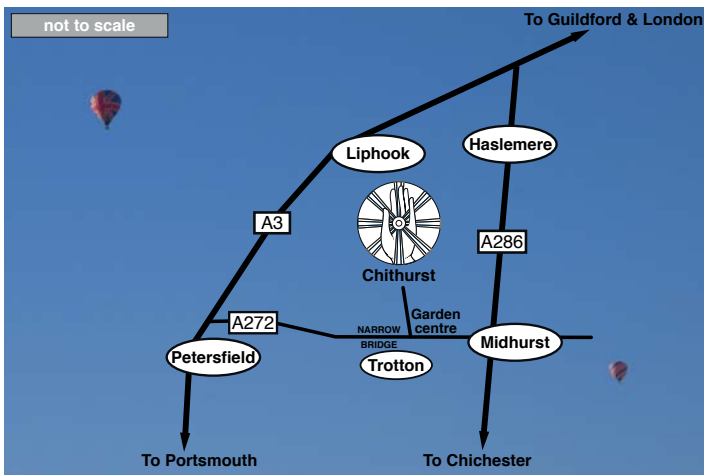 To Guildford & London
not to scale
Haslemere
Liphook
A3
A286
Chithurst
Garden
centre
A272
NARROW
BRIDGE
Midhurst
Petersfield
Trotton
To Portsmouth
To Chichester